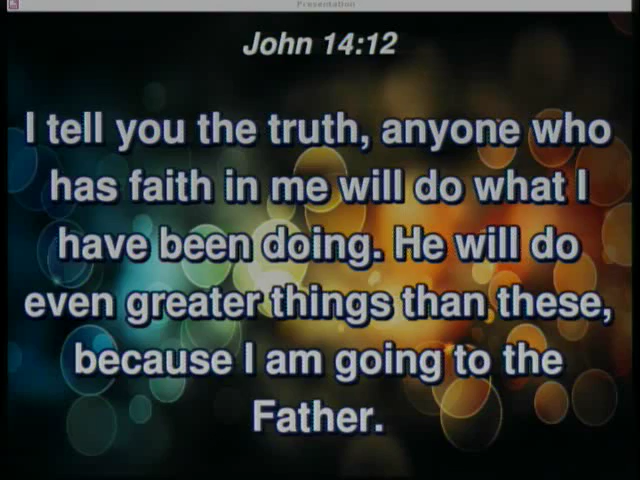 Presentation
John 14:12
I tell you the truth, anyone who
has faith in me will do what I
have been doing. He will do
even greater things than these,
because I am going to the
Father.